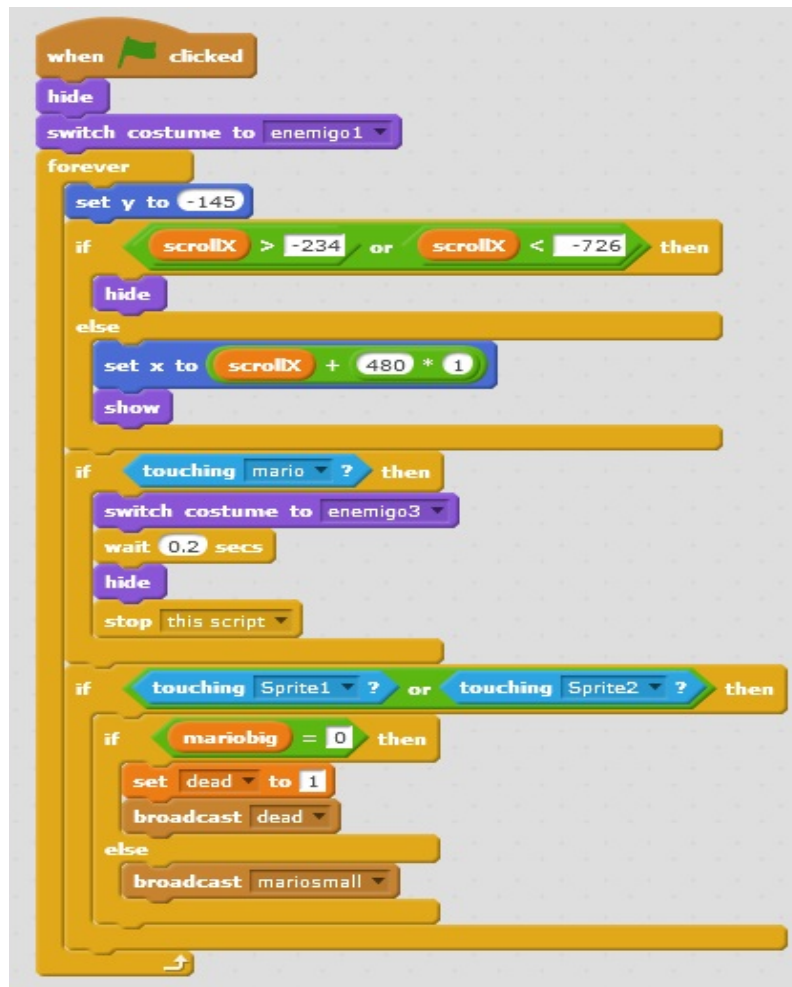 when clicked
hide
switch costume to enemigo1
forever
set y to -145
if scrollX > -234 or scrollX < -726 then
hide
else
set x to scrollX + 480 * 1
show
if touching mario ? then
switch costume to enemigo3
wait 0.2 secs
hide
stop this script
if touching Sprite1 ? or touching Sprite2 ? then
if mariobig = 0 then
set dead to 1
broadcast dead
else
broadcast mariosmall